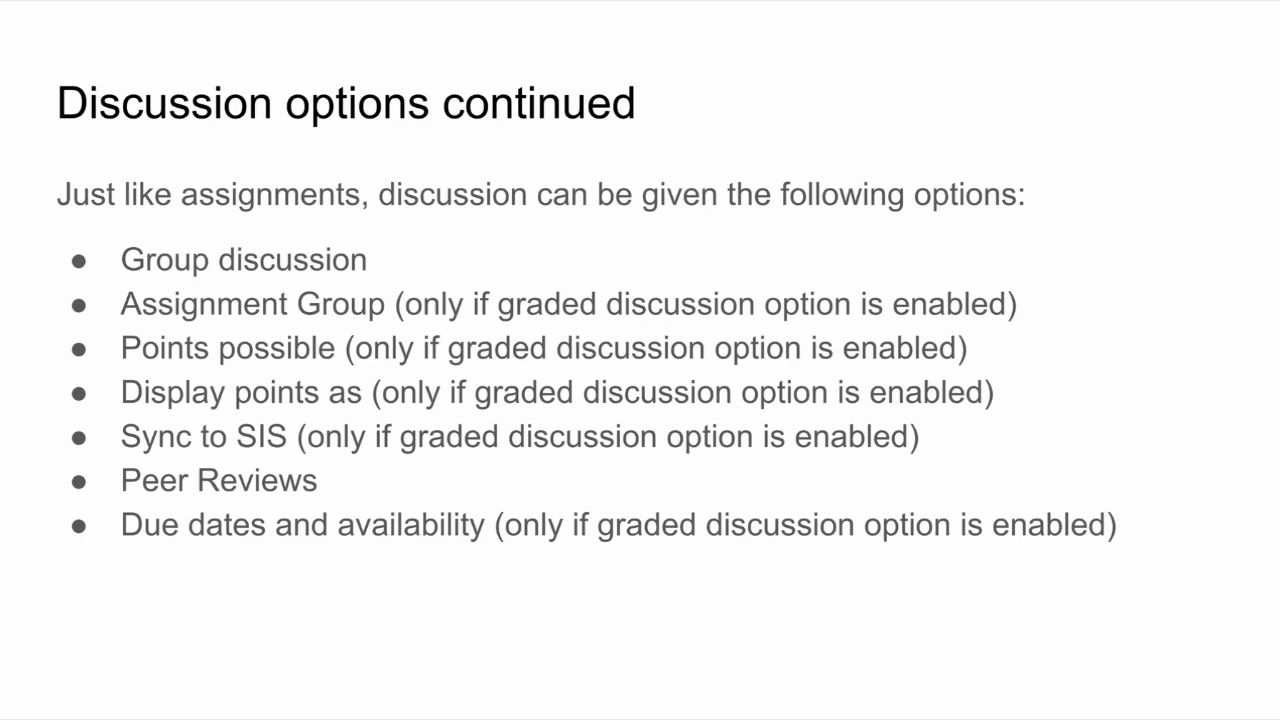 Discussion options continued
Just like assignments, discussion can be given the following options:
● Group discussion
● Assignment Group (only if graded discussion option is enabled)
● Points possible (only if graded discussion option is enabled)
● Display points as (only if graded discussion option is enabled)
● Sync to SIS (only if graded discussion option is enabled)
● Peer Reviews
● Due dates and availability (only if graded discussion option is enabled)